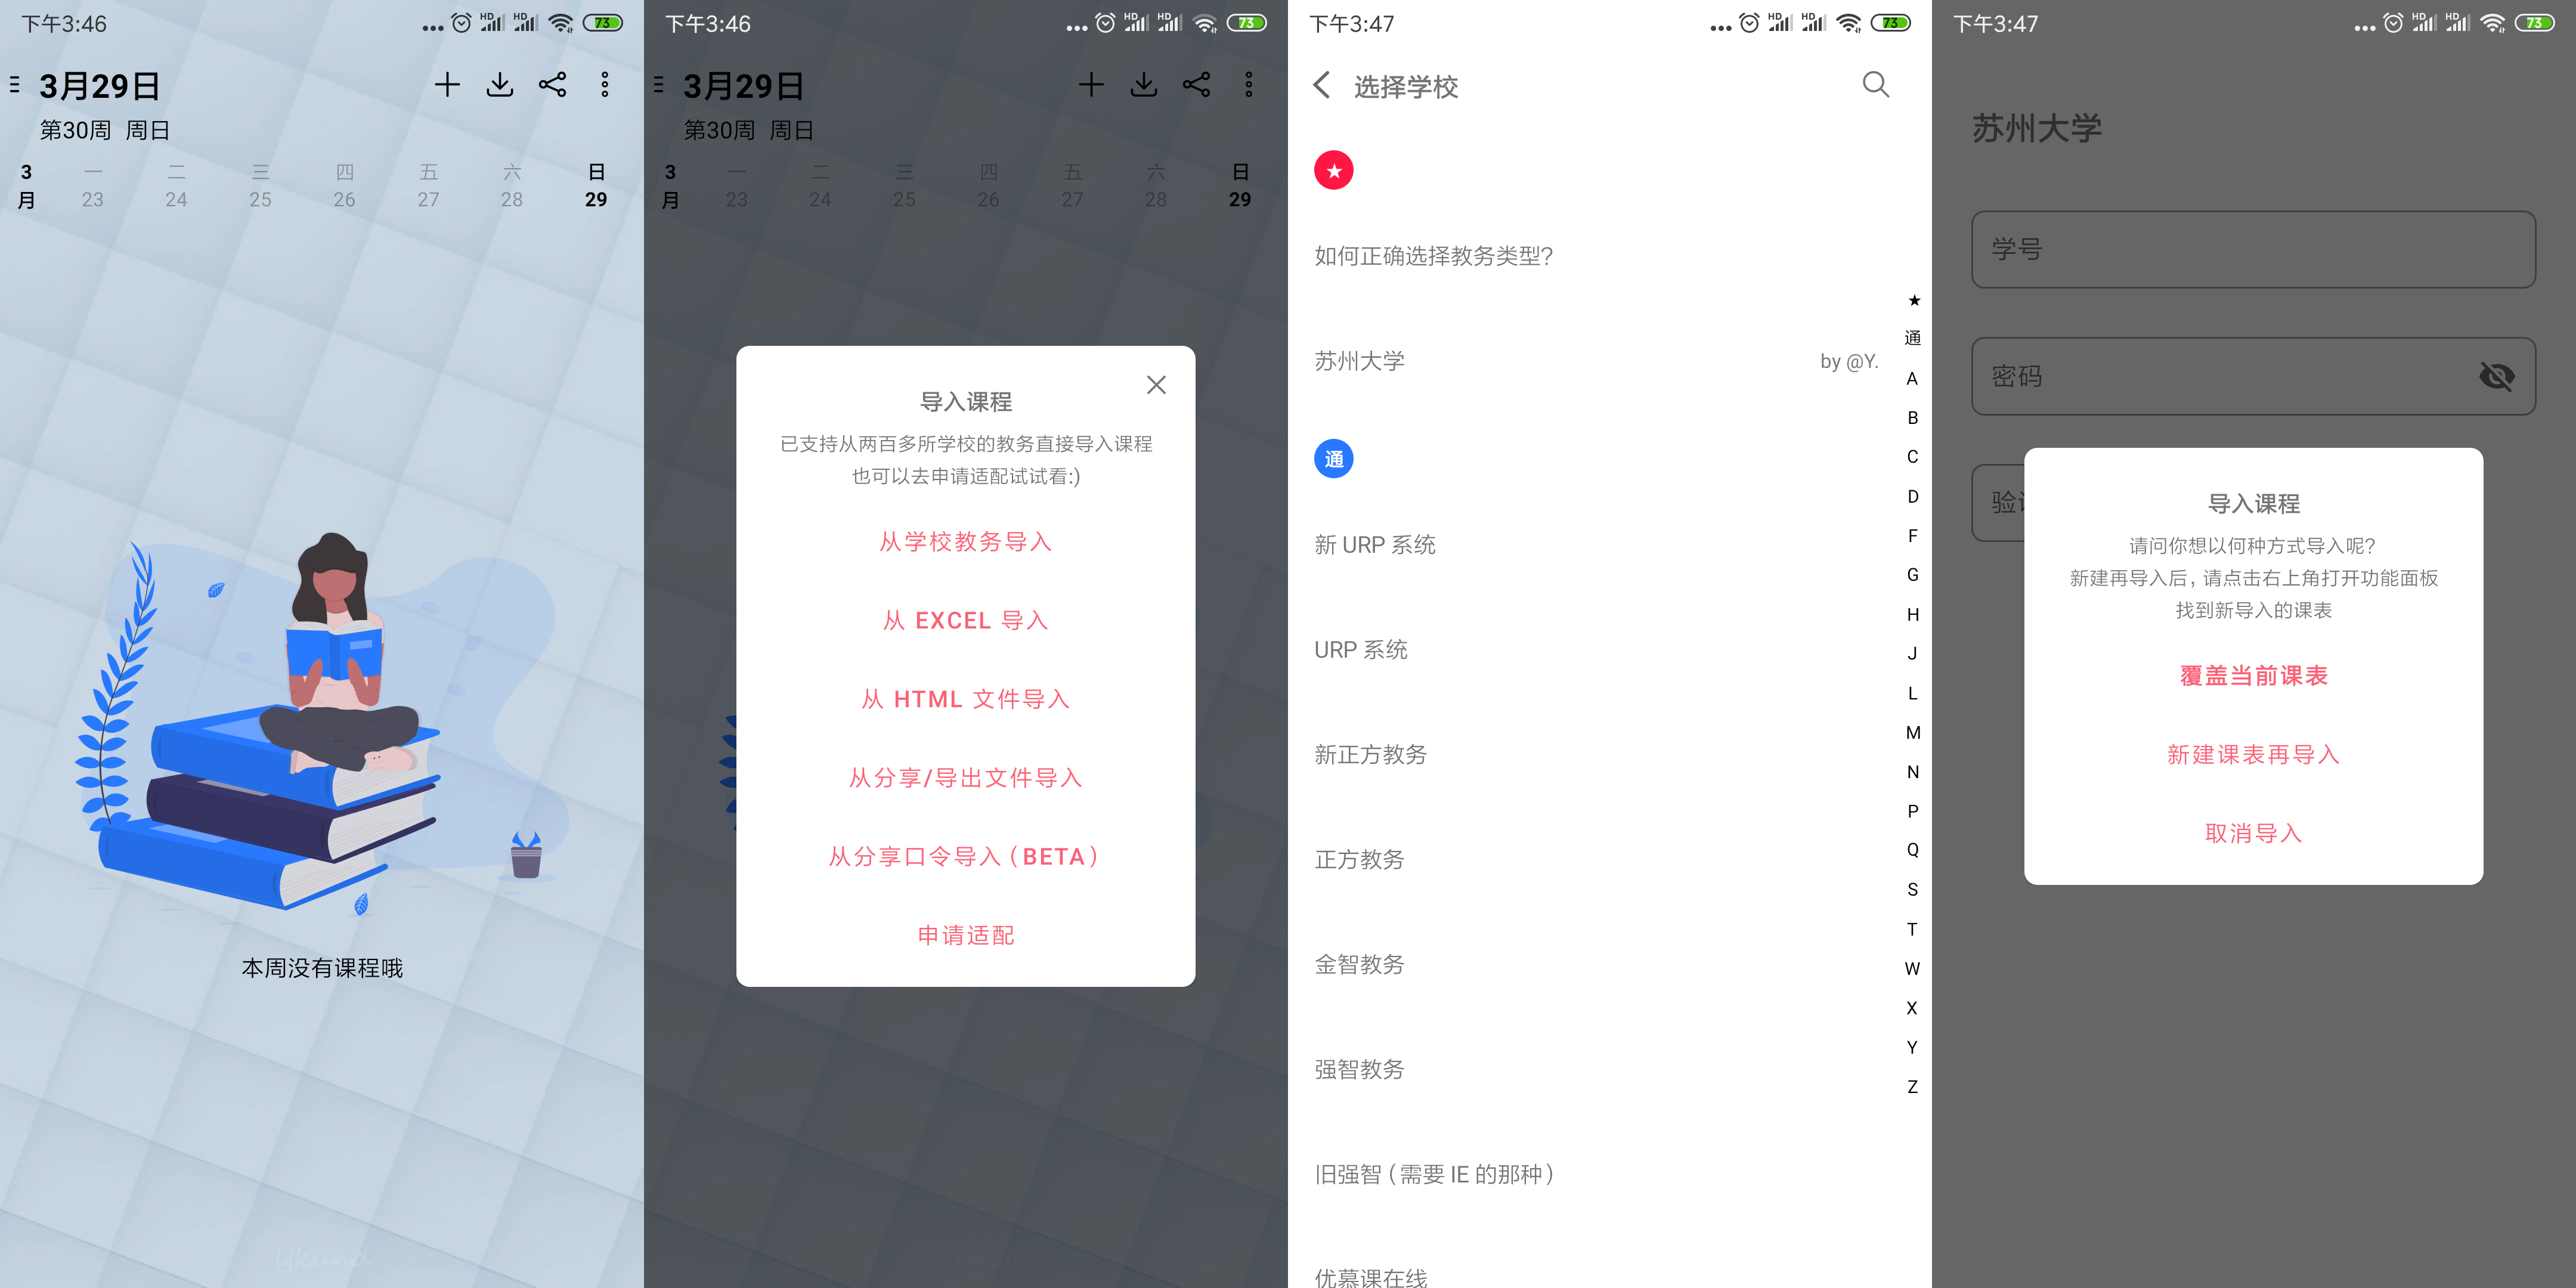 下午3:46
HD HD 73
3月29日
第30周 周日
3月 一 二 三 四 五 六 日
23 24 25 26 27 28 29
本周没有课程哦
下午3:46
HD HD 73
3月29日
第30周 周日
3月 一 二 三 四 五 六 日
23 24 25 26 27 28 29
导入课程
已支持从两百多所学校的教务直接导入课程
也可以去申请适配试试看:)
从学校教务导入
从 EXCEL 导入
从 HTML 文件导入
从分享/导出文件导入
从分享口令导入（BETA）
申请适配
下午3:47
HD HD 73
选择学校
如何正确选择教务类型?
苏州大学 by @Y.
通
新 URP 系统
URP 系统
新正方教务
正方教务
金智教务
强智教务
旧强智（需要 IE 的那种）
优慕课在线
★
通
A
B
C
D
F
G
H
J
L
M
N
P
Q
S
T
W
X
Y
Z
下午3:47
HD HD 73
苏州大学
学号
密码
验
导入课程
请问你想以何种方式导入呢?
新建再导入后, 请点击右上角打开功能面板
找到新导入的课表
覆盖当前课表
新建课表再导入
取消导入